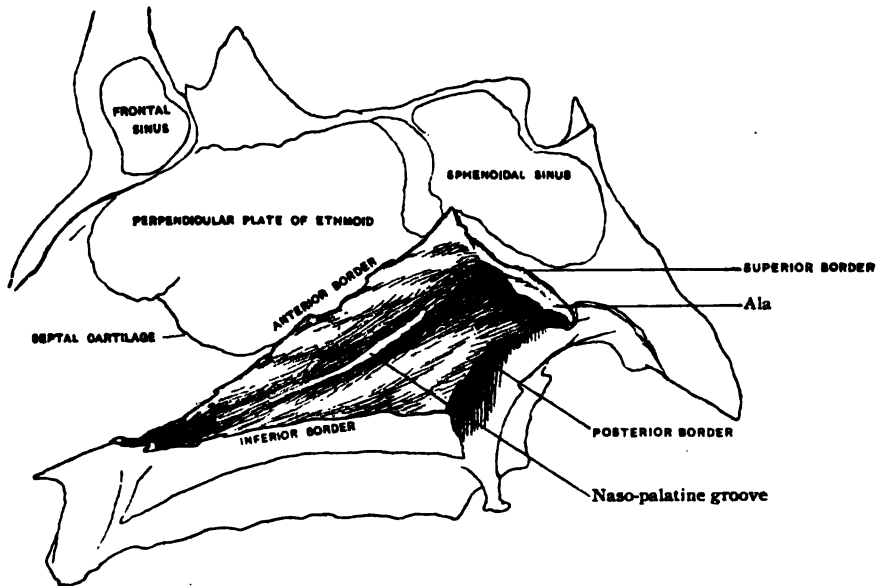 FRONTAL
SINUS
SPHENOIDAL SINUS
PERPENDICULAR PLATE OF ETHMOID
SUPERIOR BORDER
ANTERIOR BORDER
Ala
SEPTAL CARTILAGE
INFERIOR BORDER
POSTERIOR BORDER
Naso-palatine groove